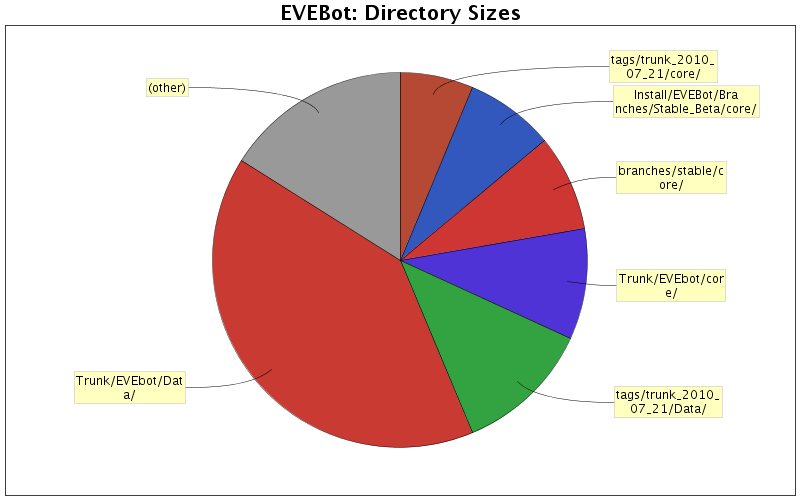 EVEBot: Directory Sizes
tags/trunk_2010_
07_21/core/
Install/EVEBot/Bra
nches/Stable_Beta/core/
branches/stable/c
ore/
Trunk/EVEbot/cor
e/
tags/trunk_2010_
07_21/Data/
Trunk/EVEbot/Dat
a/
(other)